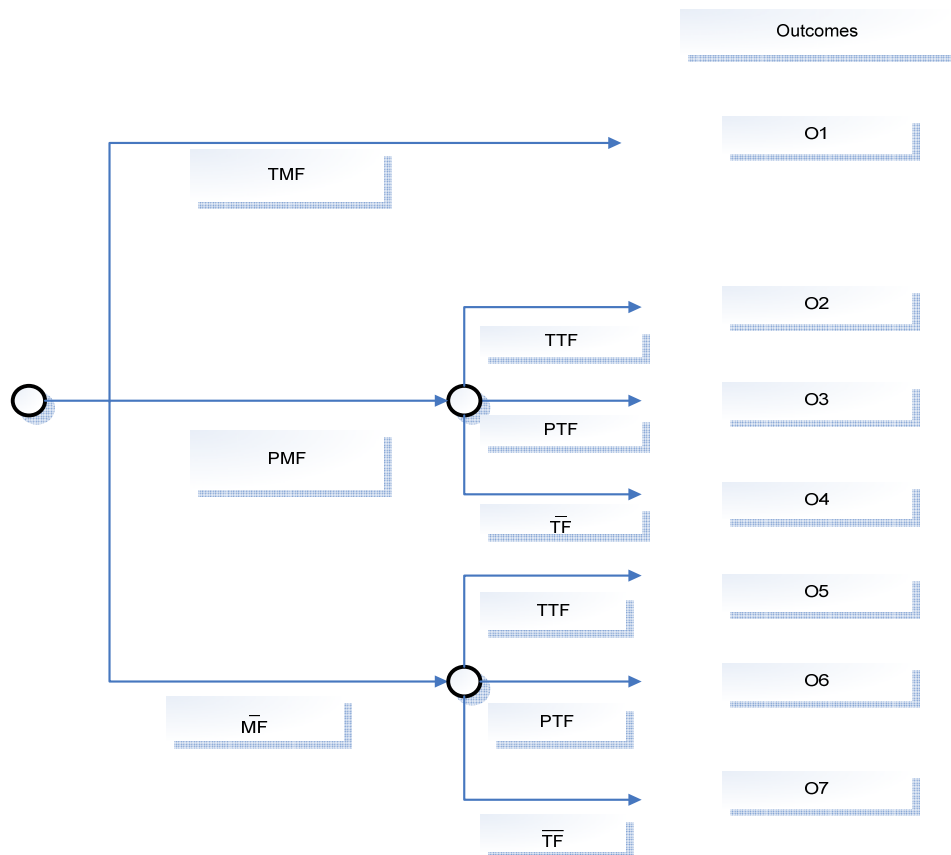 Outcomes
O1
TMF
O2
TTF
O3
PTF
PMF
O4
T̅F̅
O5
TTF
O6
PTF
M̅F̅
O7
T̅F̅